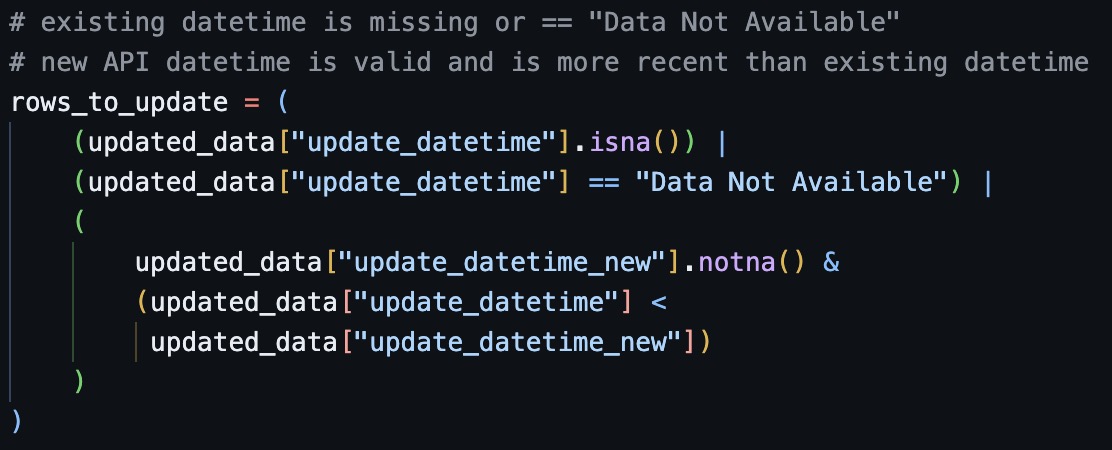 # existing datetime is missing or == "Data Not Available"
# new API datetime is valid and is more recent than existing datetime
rows_to_update = (
    (updated_data["update_datetime"].isna()) |
    (updated_data["update_datetime"] == "Data Not Available") |
    (
        updated_data["update_datetime_new"].notna() &
        (updated_data["update_datetime"] <
         updated_data["update_datetime_new"])
    )
)